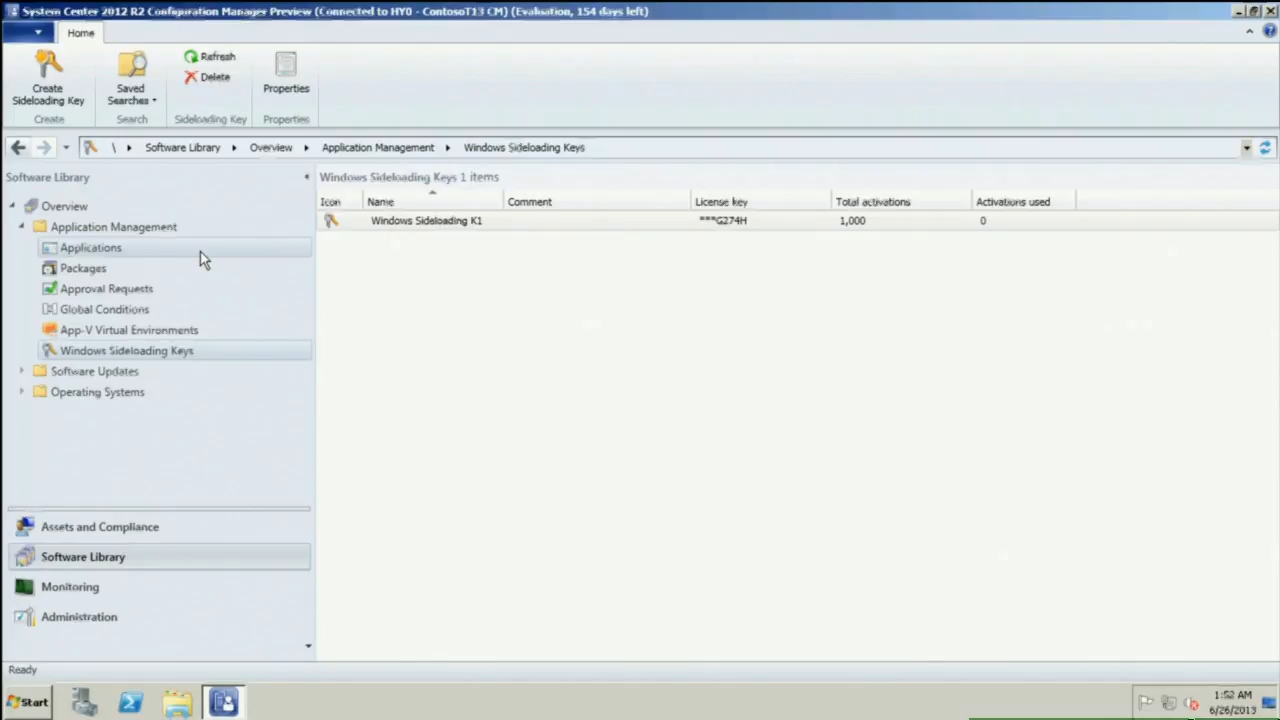 System Center 2012 R2 Configuration Manager Preview (Connected to HY0 - ContosoT13 CM) (Evaluation, 154 days left)
Home
Create Sideloading Key
Saved Searches
Refresh
Delete
Properties
Create
Search
Sideloading Key
Properties
\ Software Library Overview Application Management Windows Sideloading Keys
Software Library
Overview
Application Management
Applications
Packages
Approval Requests
Global Conditions
App-V Virtual Environments
Windows Sideloading Keys
Software Updates
Operating Systems
Assets and Compliance
Software Library
Monitoring
Administration
Windows Sideloading Keys 1 items
Icon Name Comment License key Total activations Activations used
Windows Sideloading K1 ***G274H 1,000 0
Ready
Start
1:52 AM
6/26/2013